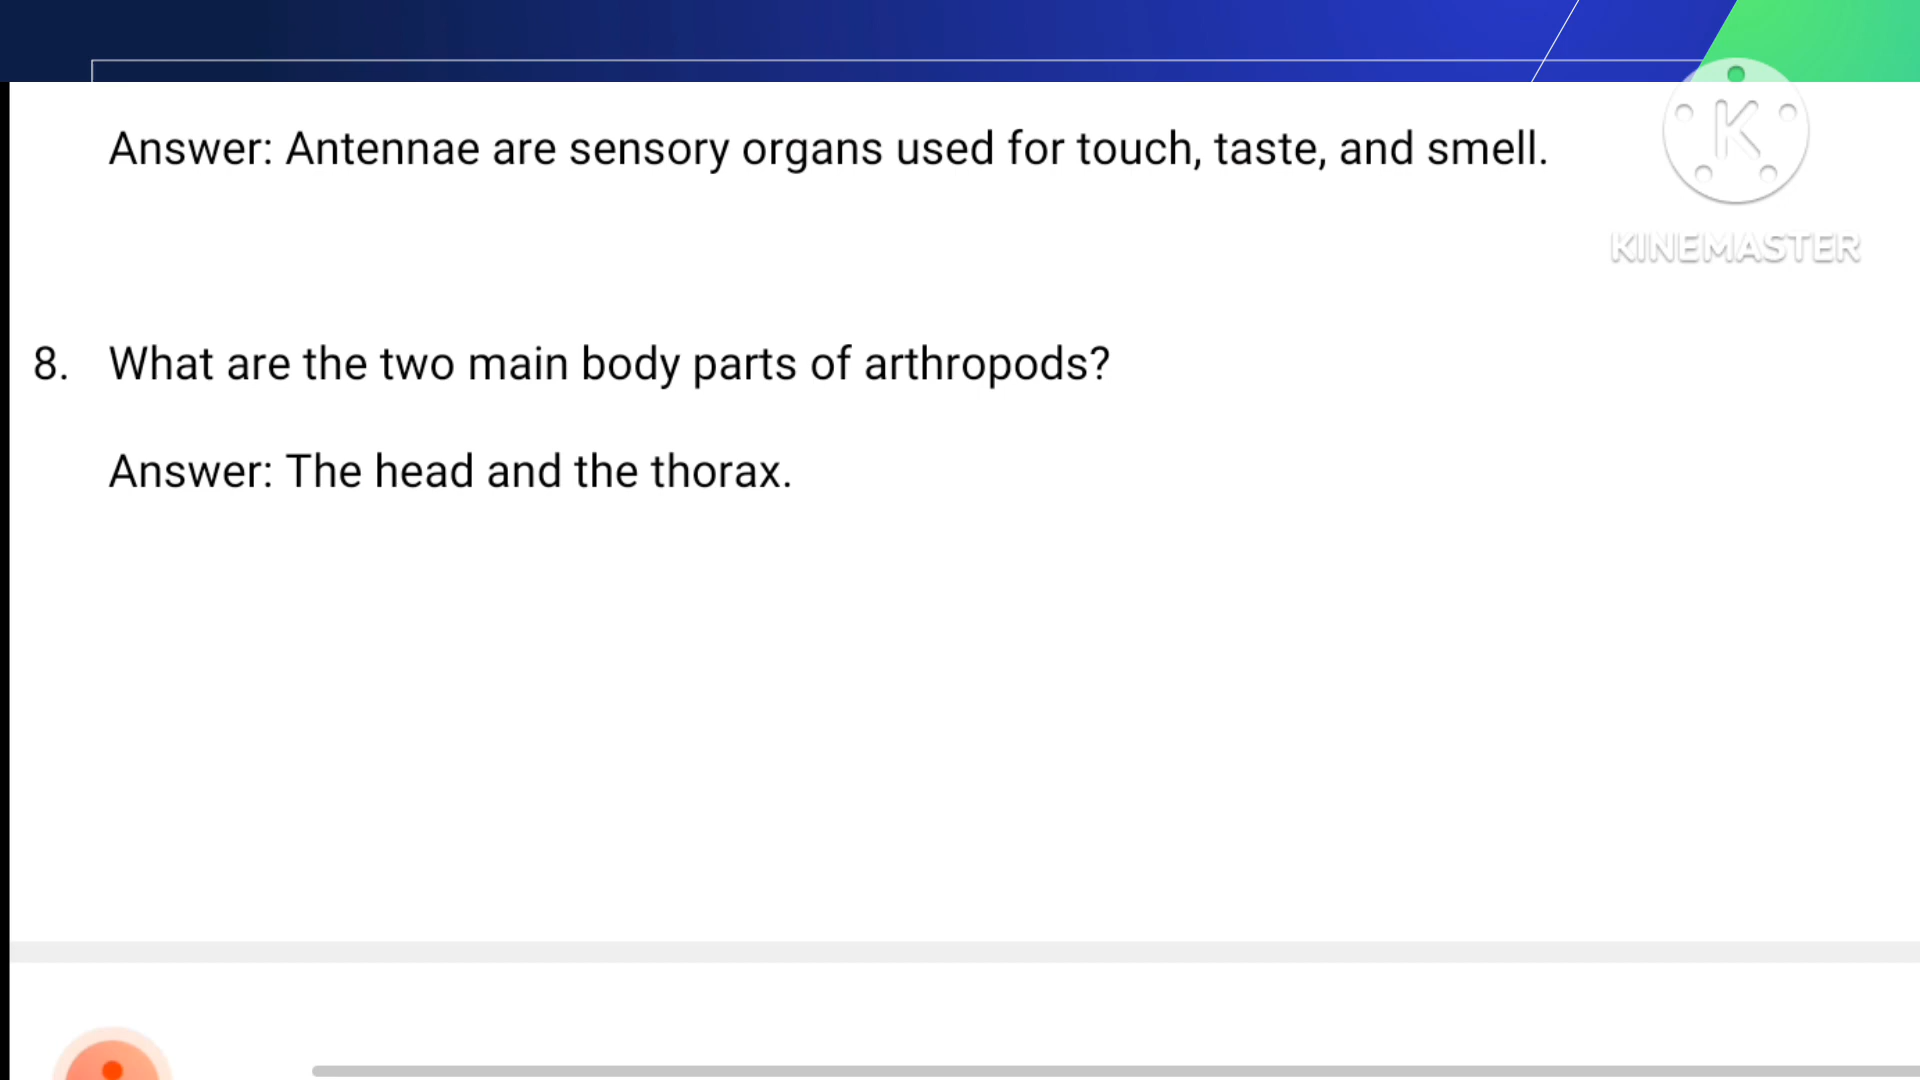 Answer: Antennae are sensory organs used for touch, taste, and smell.
K
KINEMASTER
8. What are the two main body parts of arthropods?
Answer: The head and the thorax.